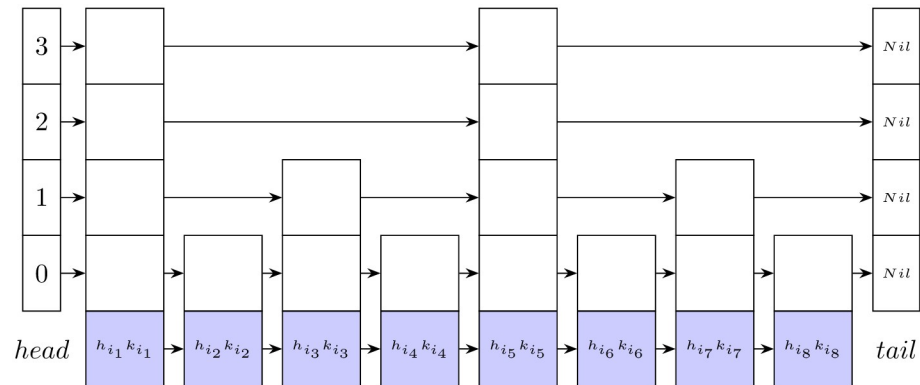 3 Nil
2 Nil
1 Nil
0 Nil
head h_{i_1} k_{i_1} h_{i_2} k_{i_2} h_{i_3} k_{i_3} h_{i_4} k_{i_4} h_{i_5} k_{i_5} h_{i_6} k_{i_6} h_{i_7} k_{i_7} h_{i_8} k_{i_8} tail